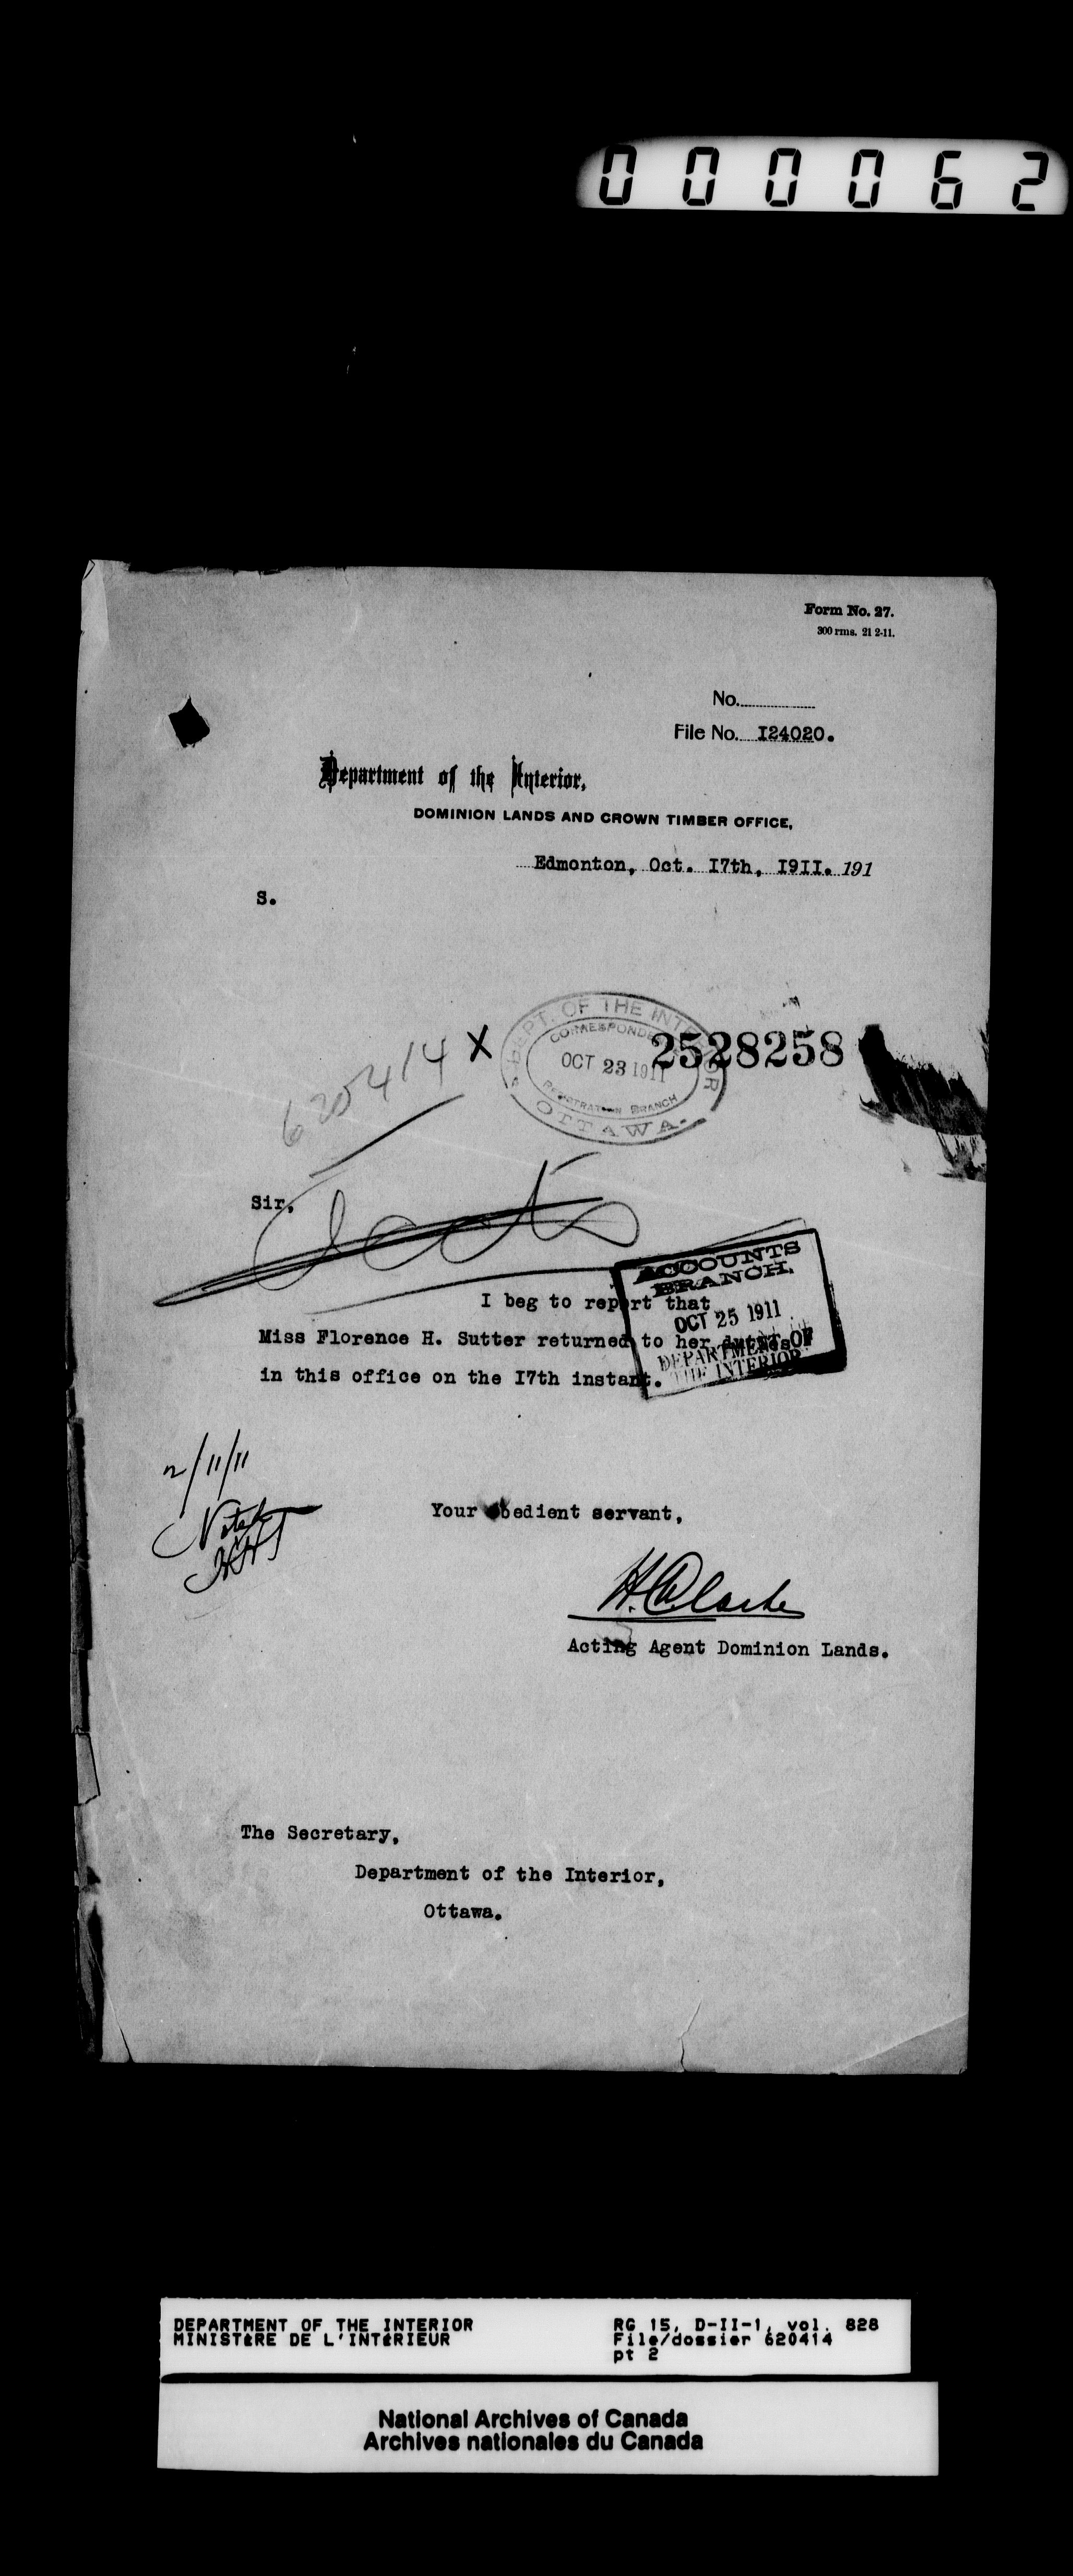 000062
Form No. 27.
300 rms. 21 2-11.
No.
File No. I24020.
Department of the Interior,
DOMINION LANDS AND CROWN TIMBER OFFICE,
Edmonton, Oct. I7th, I9II. 191
S.
DEPT. OF THE INTERIOR
CORRESPONDENCE
OCT 23 1911
REGISTRATION BRANCH
OTTAWA.
2528258
620414 X
Sir,
ACCOUNTS
BRANCH.
OCT 25 1911
DEPARTMENT OF
THE INTERIOR
I beg to report that
Miss Florence H. Sutter returned to her duties
in this office on the I7th instant.
2/11/11
Noted
Your obedient servant,
H. A. Clarke
Acting Agent Dominion Lands.
The Secretary,
Department of the Interior,
Ottawa.
DEPARTMENT OF THE INTERIOR
MINISTÈRE DE L'INTÉRIEUR
RG 15, D-II-1, vol. 828
File/dossier 620414
pt 2
National Archives of Canada
Archives nationales du Canada